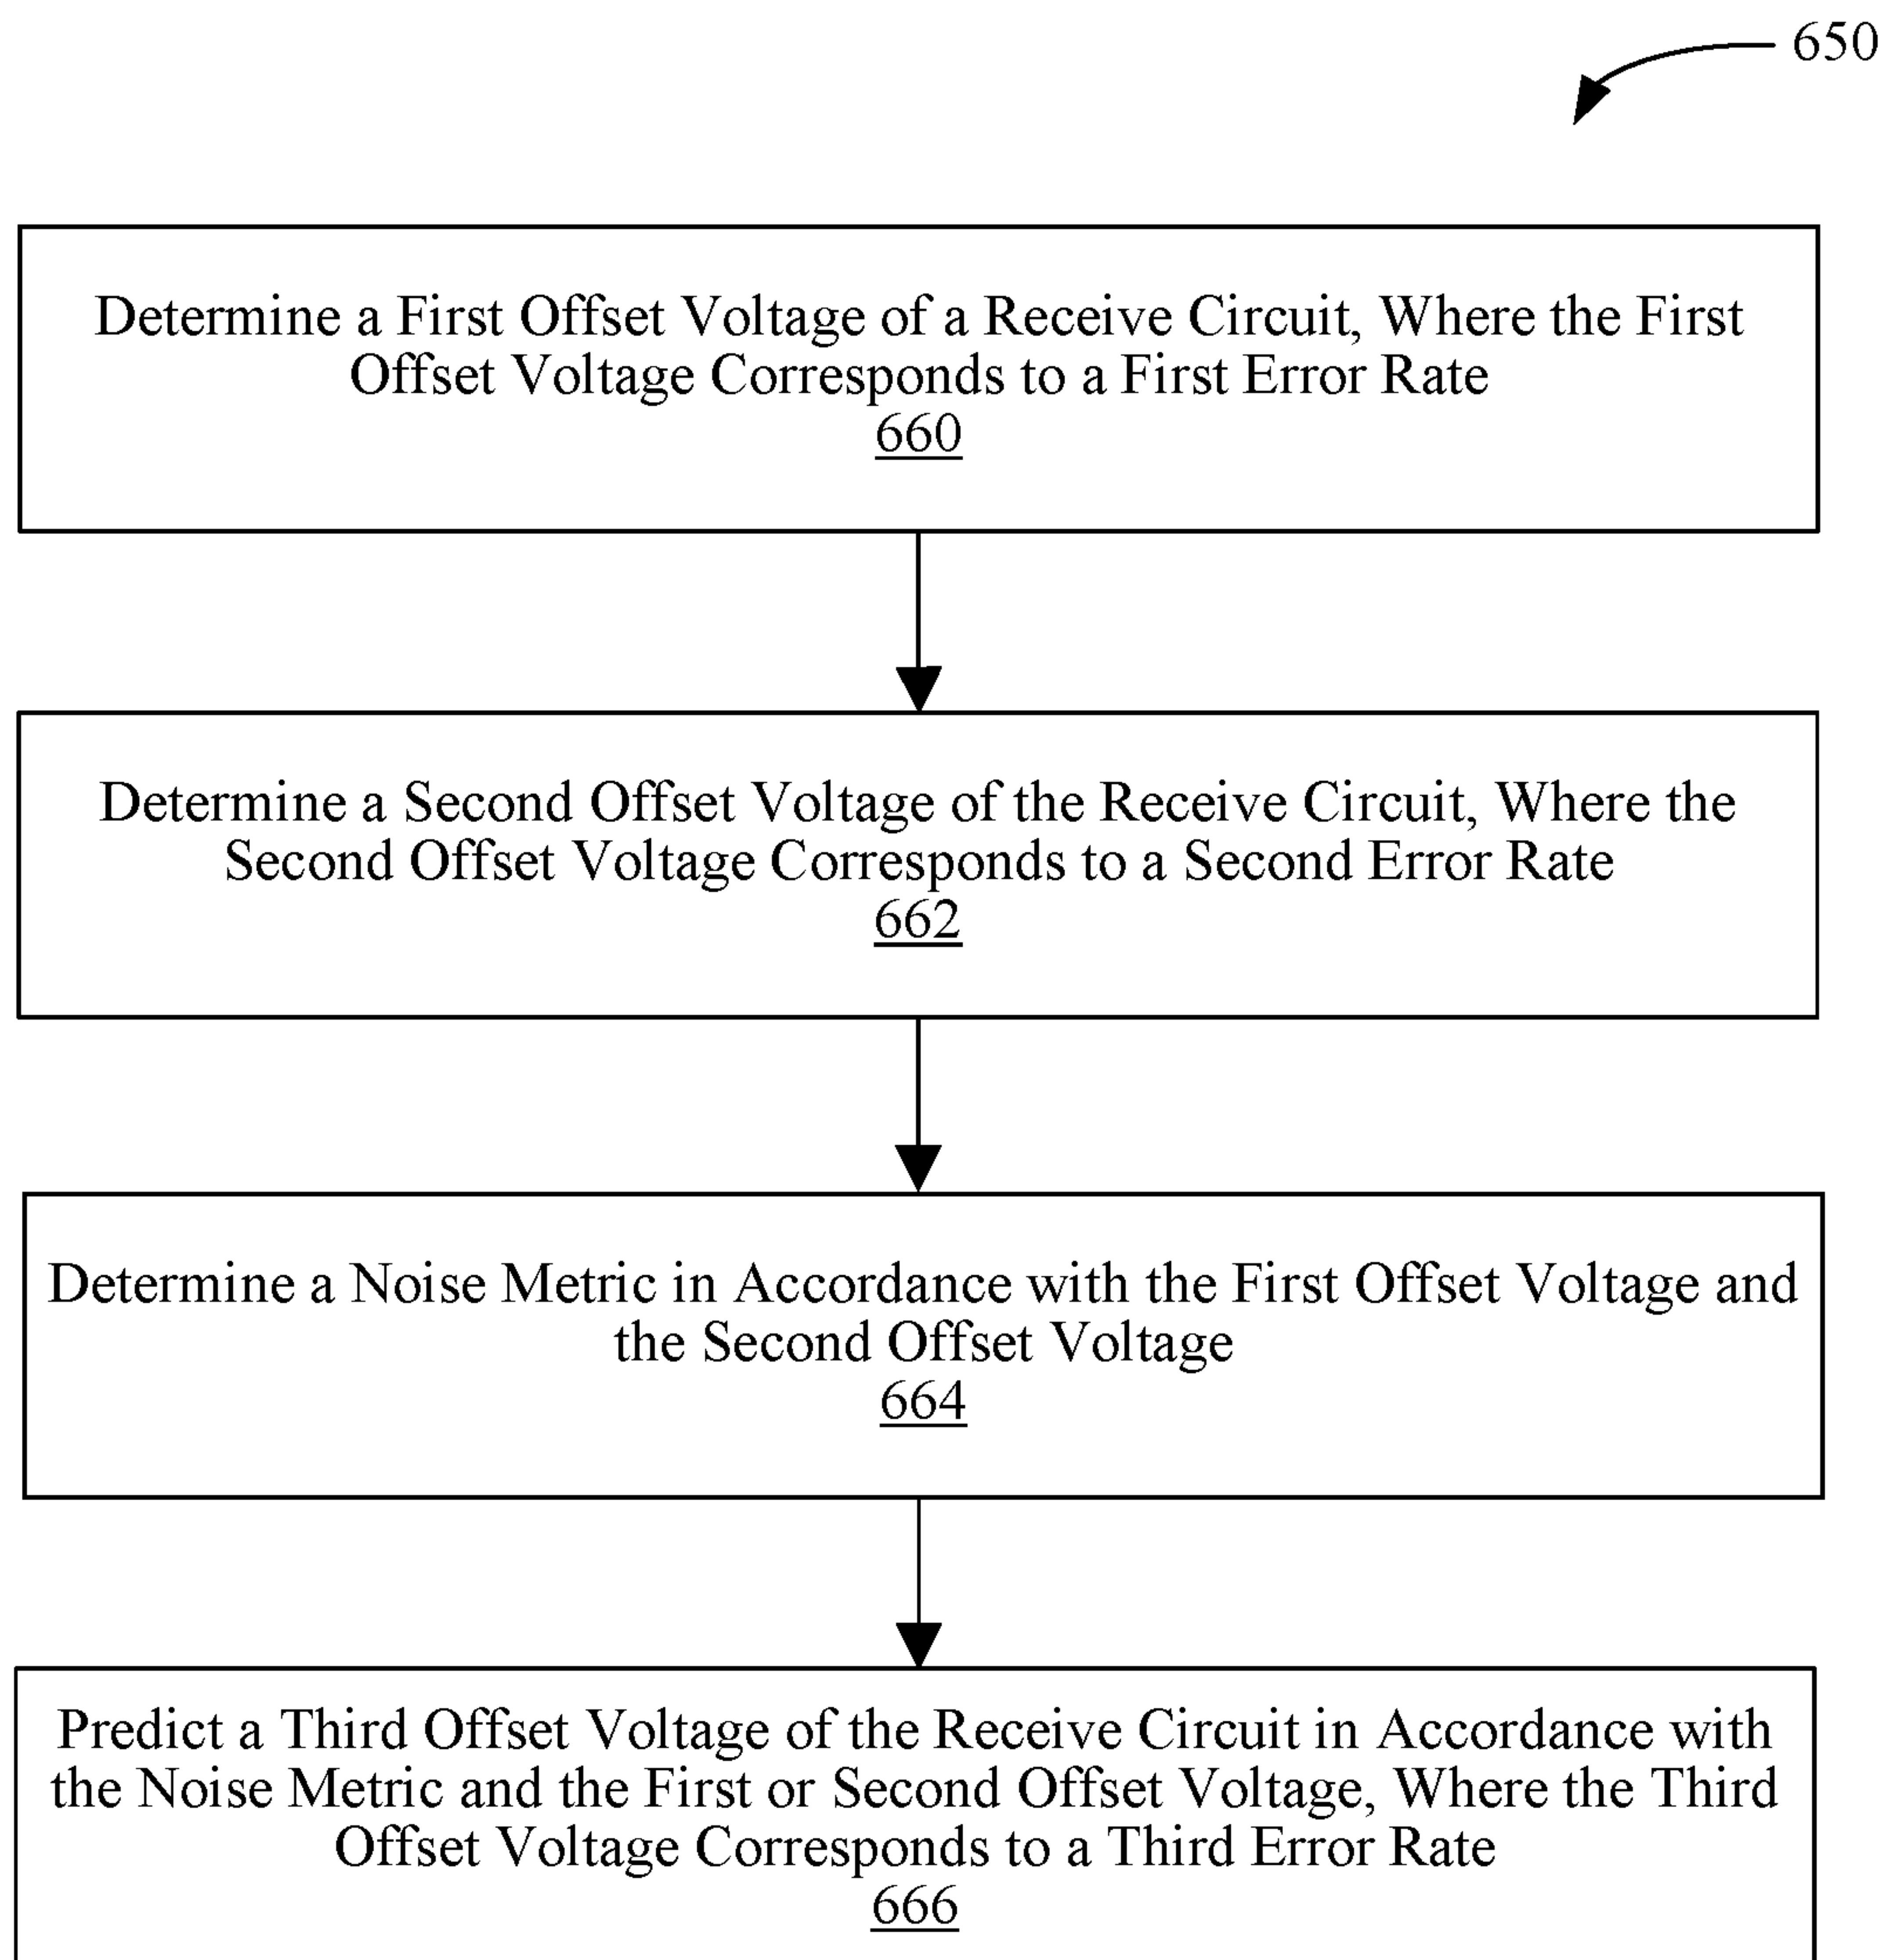 650
Determine a First Offset Voltage of a Receive Circuit, Where the First
Offset Voltage Corresponds to a First Error Rate
660
Determine a Second Offset Voltage of the Receive Circuit, Where the
Second Offset Voltage Corresponds to a Second Error Rate
662
Determine a Noise Metric in Accordance with the First Offset Voltage and
the Second Offset Voltage
664
Predict a Third Offset Voltage of the Receive Circuit in Accordance with
the Noise Metric and the First or Second Offset Voltage, Where the Third
Offset Voltage Corresponds to a Third Error Rate
666